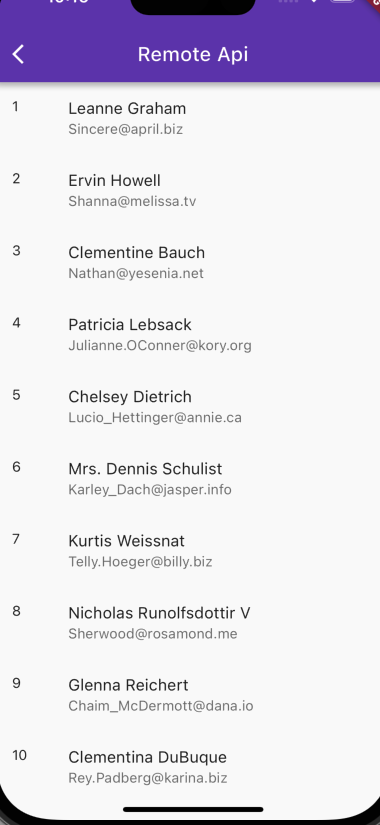 Remote Api
1
Leanne Graham
Sincere@april.biz
2
Ervin Howell
Shanna@melissa.tv
3
Clementine Bauch
Nathan@yesenia.net
4
Patricia Lebsack
Julianne.OConner@kory.org
5
Chelsey Dietrich
Lucio_Hettinger@annie.ca
6
Mrs. Dennis Schulist
Karley_Dach@jasper.info
7
Kurtis Weissnat
Telly.Hoeger@billy.biz
8
Nicholas Runolfsdottir V
Sherwood@rosamond.me
9
Glenna Reichert
Chaim_McDermott@dana.io
10
Clementina DuBuque
Rey.Padberg@karina.biz